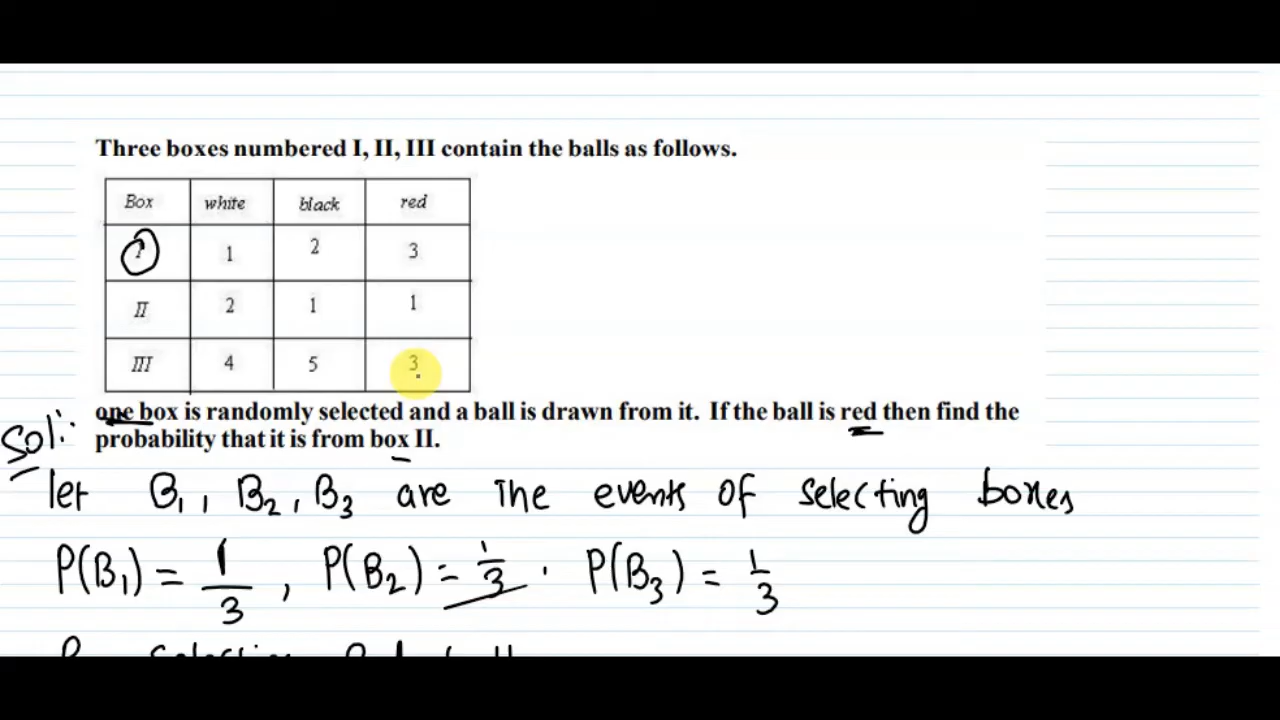 Three boxes numbered I, II, III contain the balls as follows.
Box white black red
I 1 2 3
II 2 1 1
III 4 5 3
one box is randomly selected and a ball is drawn from it. If the ball is red then find the
Sol:
probability that it is from box II.
let B1, B2, B3 are the events of selecting boxes
P(B1) = 1/3, P(B2) = 1/3. P(B3) = 1/3